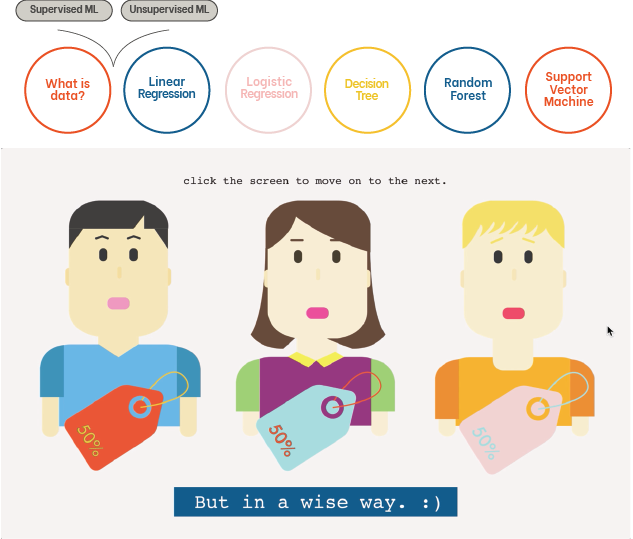 Supervised ML
Unsupervised ML
What is
data?
Linear
Regression
Logistic
Regression
Decision
Tree
Random
Forest
Support
Vector
Machine
click the screen to move on to the next.
50%
50%
50%
But in a wise way. :)